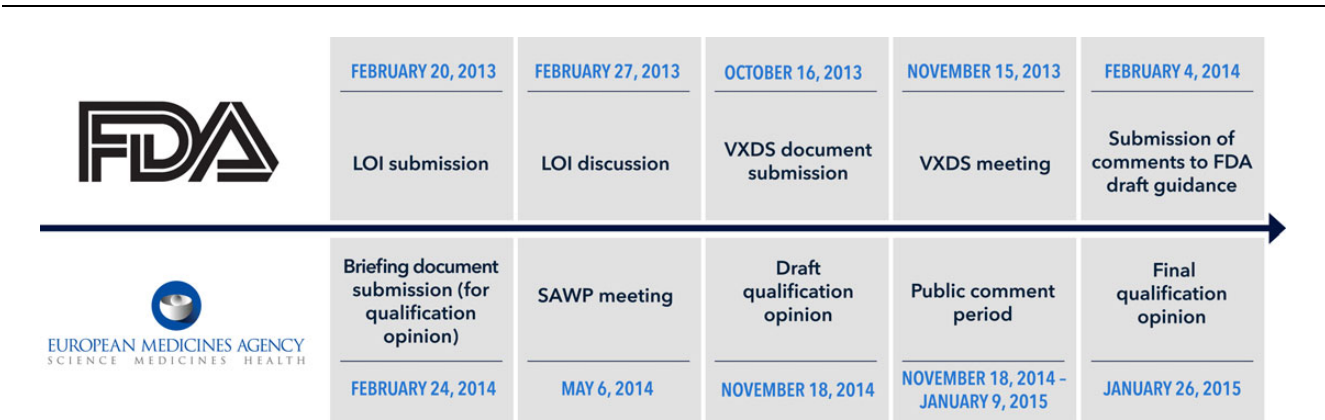 FEBRUARY 20, 2013
FEBRUARY 27, 2013
OCTOBER 16, 2013
NOVEMBER 15, 2013
FEBRUARY 4, 2014
FDA
LOI submission
LOI discussion
VXDS document
submission
VXDS meeting
Submission of
comments to FDA
draft guidance
EUROPEAN MEDICINES AGENCY
SCIENCE MEDICINES HEALTH
Briefing document
submission (for
qualification
opinion)
SAWP meeting
Draft
qualification
opinion
Public comment
period
Final
qualification
opinion
FEBRUARY 24, 2014
MAY 6, 2014
NOVEMBER 18, 2014
NOVEMBER 18, 2014 –
JANUARY 9, 2015
JANUARY 26, 2015